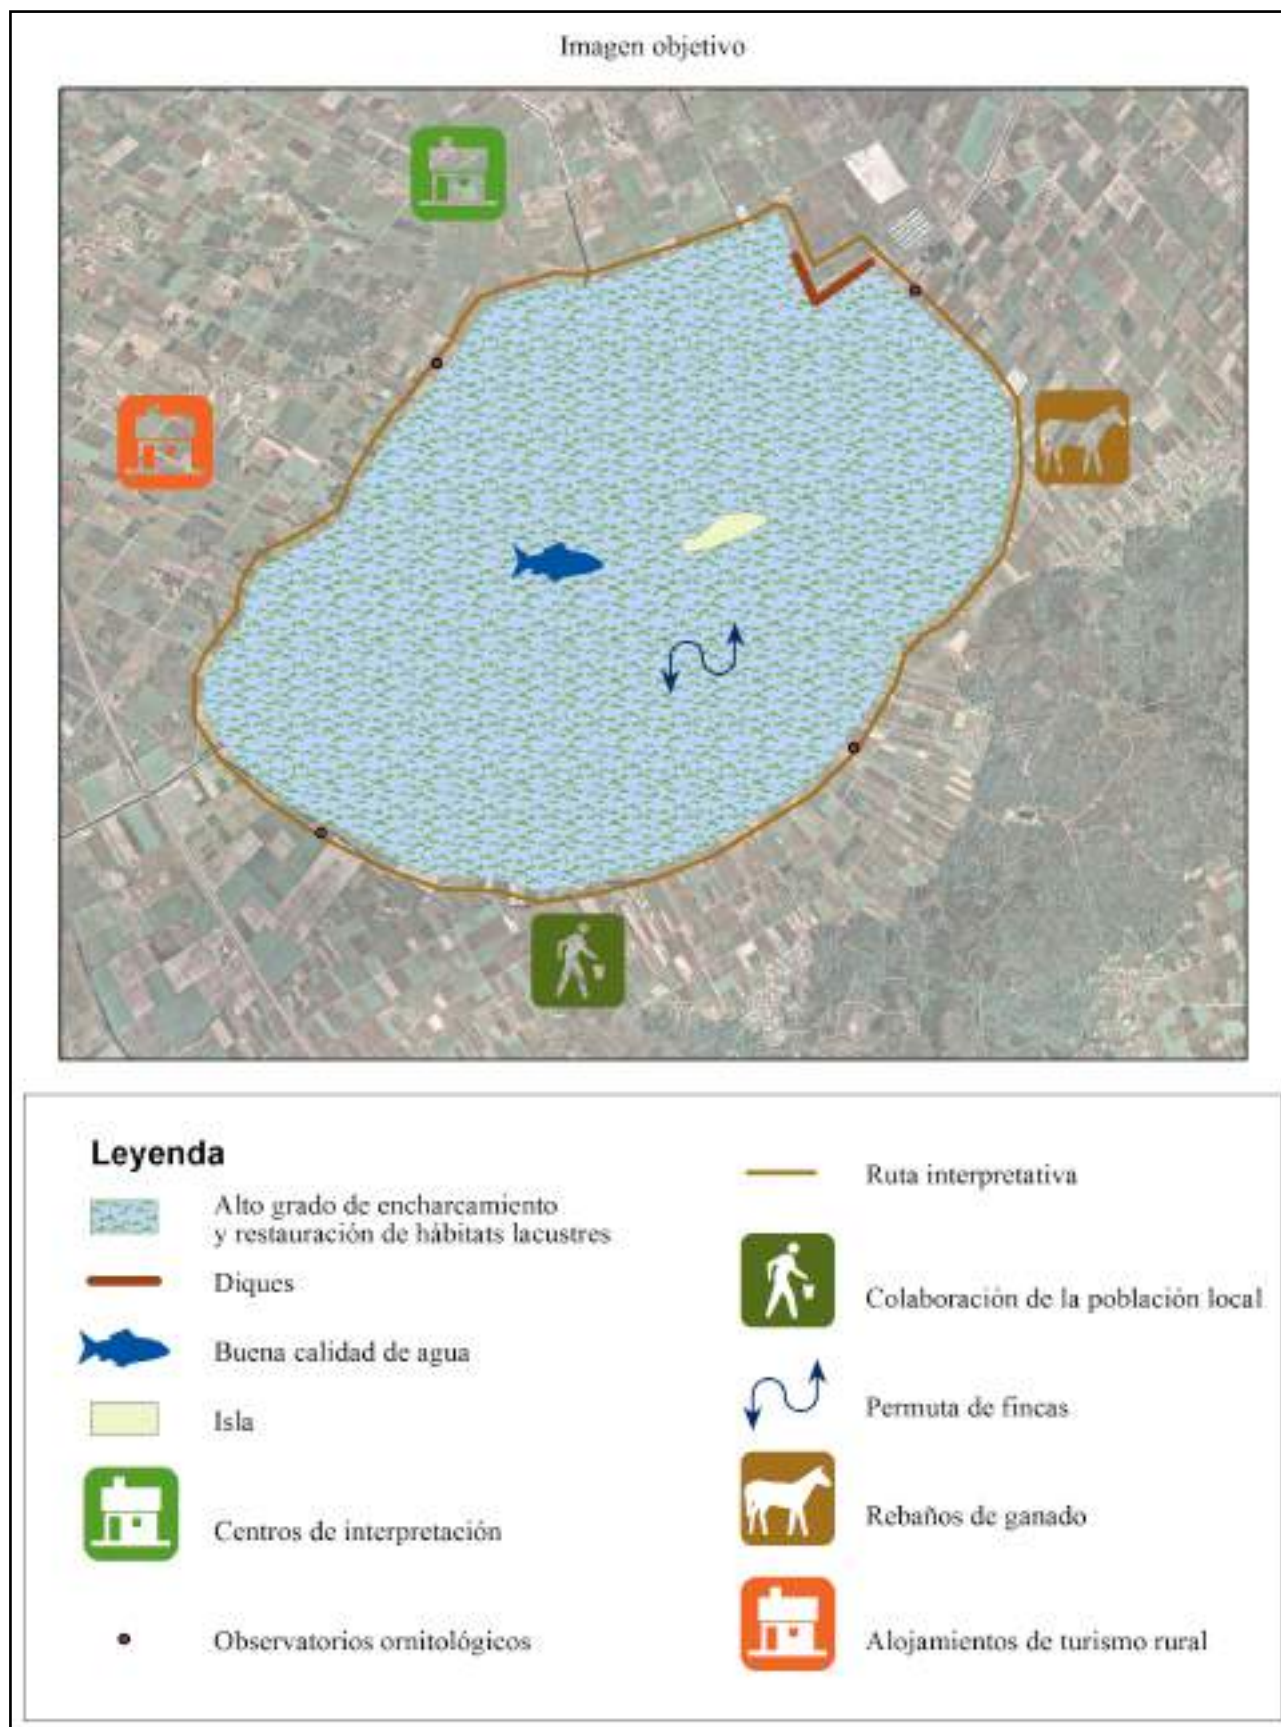 Imagen objetivo
Leyenda
Alto grado de encharcamiento
y restauración de hábitats lacustres
Diques
Buena calidad de agua
Isla
Centros de interpretación
Observatorios ornitológicos
Ruta interpretativa
Colaboración de la población local
Permuta de fincas
Rebaños de ganado
Alojamientos de turismo rural